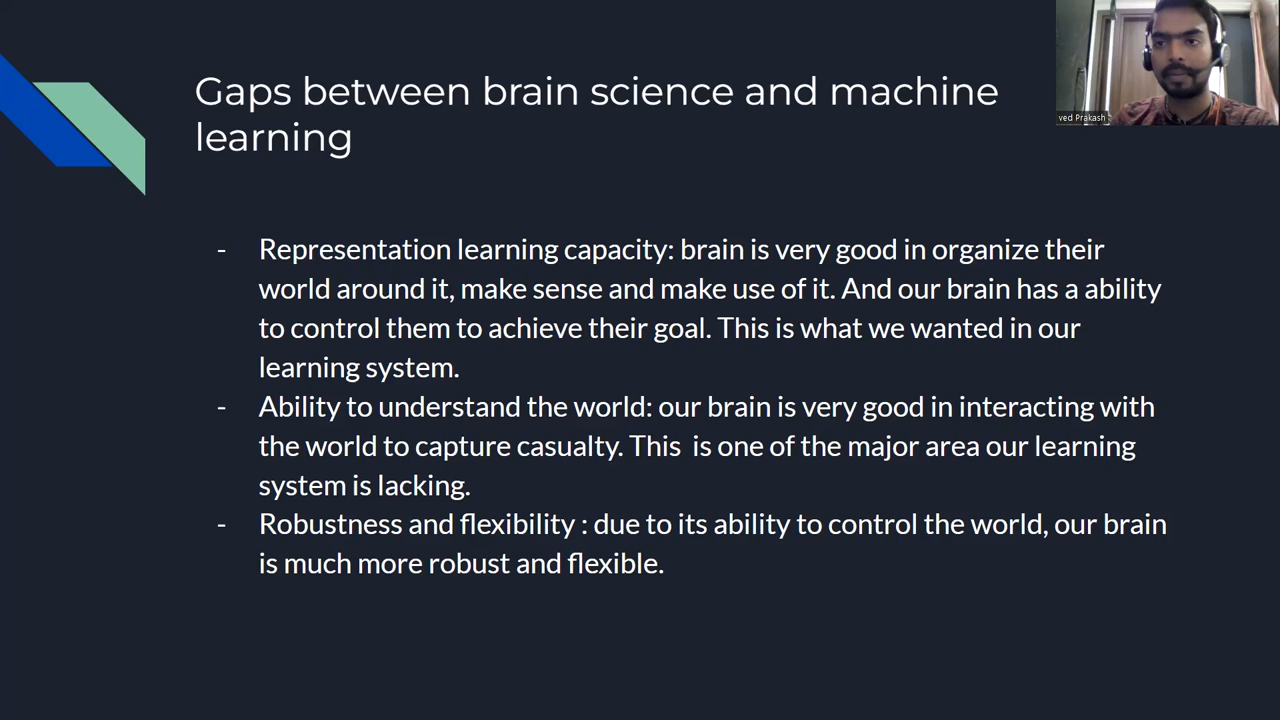 Gaps between brain science and machine
learning
ved Prakash
- Representation learning capacity: brain is very good in organize their
world around it, make sense and make use of it. And our brain has a ability
to control them to achieve their goal. This is what we wanted in our
learning system.
- Ability to understand the world: our brain is very good in interacting with
the world to capture casualty. This  is one of the major area our learning
system is lacking.
- Robustness and flexibility : due to its ability to control the world, our brain
is much more robust and flexible.